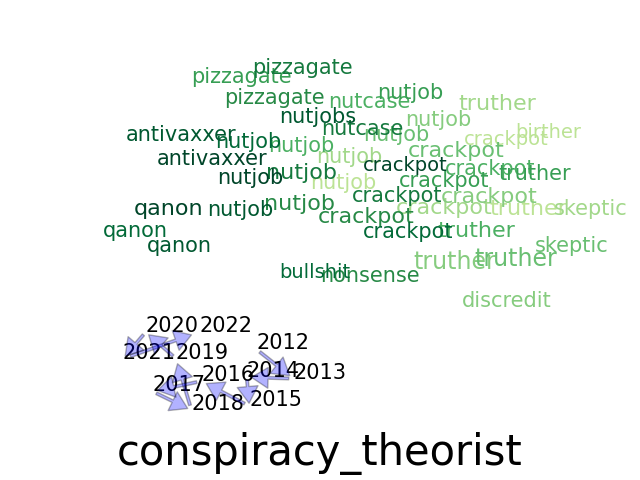 pizzagate
pizzagate
pizzagate nutcase nutjob truther
nutjobs nutcase nutjob
antivaxxer nutjob nutjob nutjob crackpot birther
antivaxxer nutjob crackpot crackpot
nutjob nutjob nutjob crackpot crackpot truther
qanon nutjob nutjob crackpot crackpot crackpot
crackpot crackpot truther skeptic
qanon crackpot truther
qanon skeptic
bullshit nonsense truther truther
discredit
2020 2022
2021 2019 2012
2017 2016 2014 2013
2018 2015
conspiracy_theorist